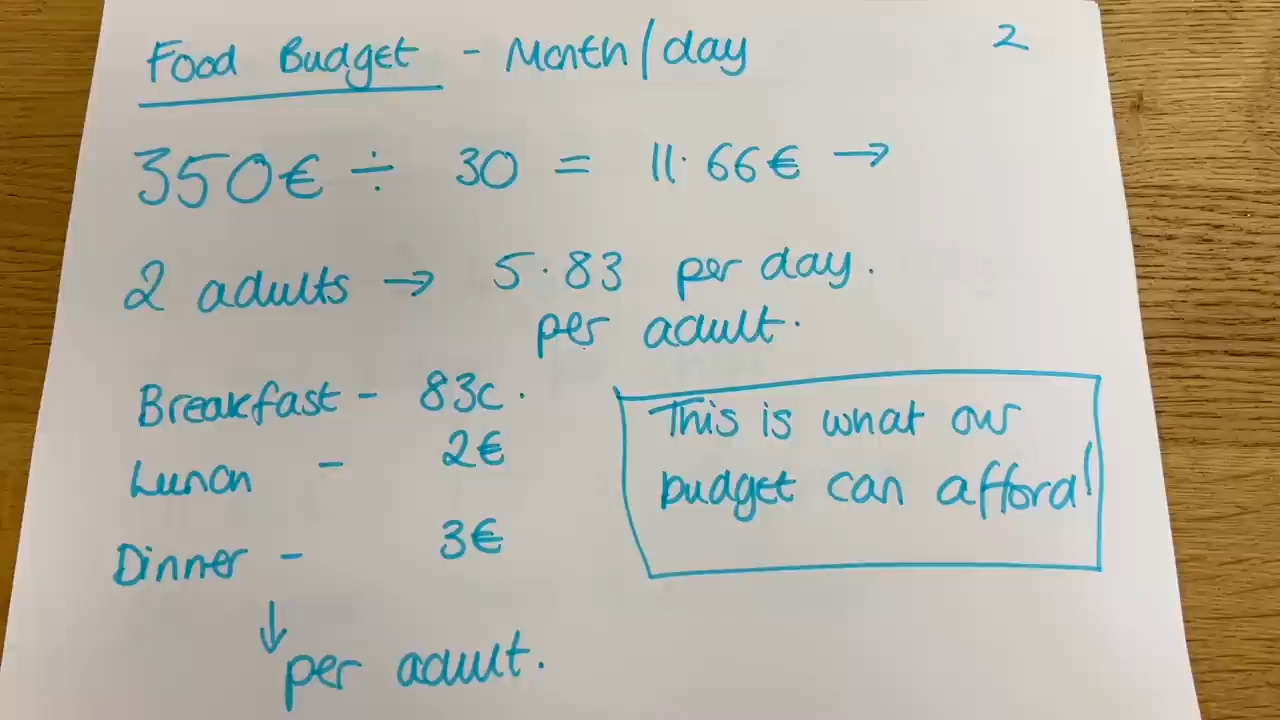 Food Budget - Month/day
2
350€ ÷ 30 = 11.66€ →
2 adults → 5.83 per day.
per adult.
Breakfast - 83c.
Lunch - 2€
Dinner - 3€
↓
per adult.
This is what our
budget can afford!